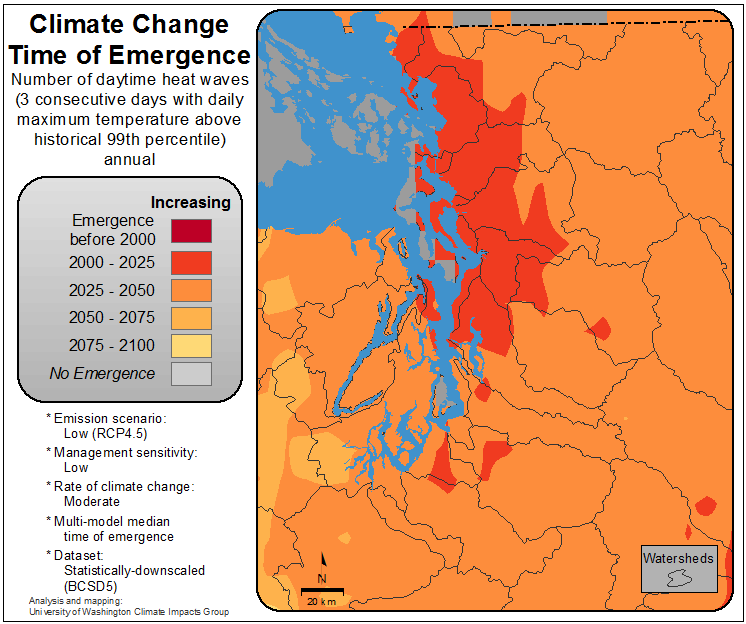 Climate Change
Time of Emergence
Number of daytime heat waves
(3 consecutive days with daily
maximum temperature above
historical 99th percentile)
annual
Increasing
Emergence
before 2000
2000 - 2025
2025 - 2050
2050 - 2075
2075 - 2100
No Emergence
* Emission scenario:
Low (RCP4.5)
* Management sensitivity:
Low
* Rate of climate change:
Moderate
* Multi-model median
time of emergence
* Dataset:
Statistically-downscaled
(BCSD5)
Analysis and mapping:
University of Washington Climate Impacts Group
N
20 km
Watersheds